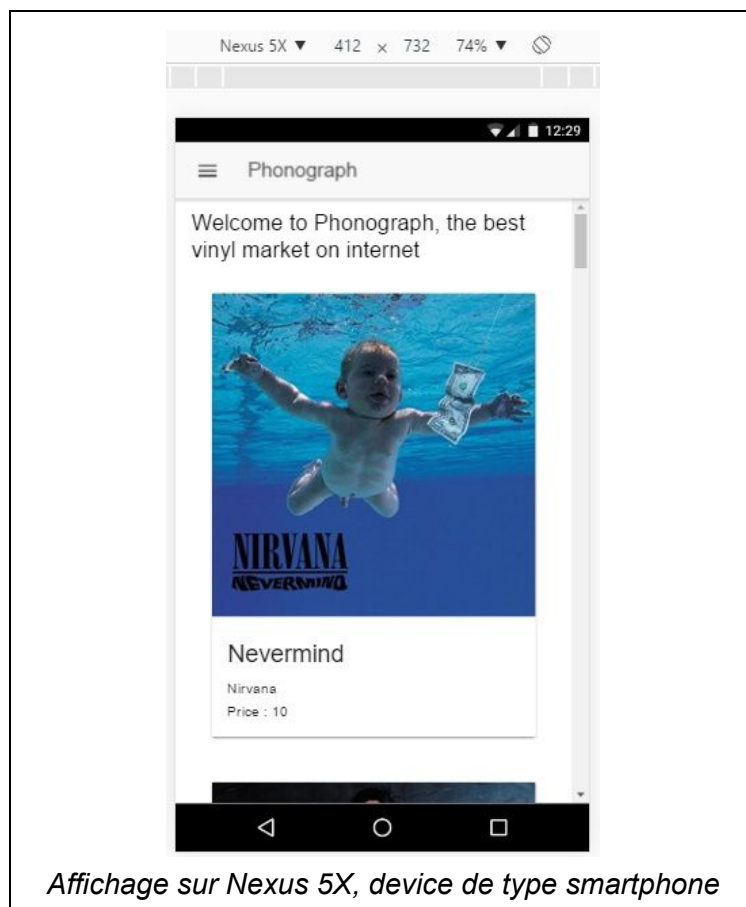 Nexus 5X ▼ 412 × 732 74% ▼
12:29
Phonograph
Welcome to Phonograph, the best
vinyl market on internet
NIRVANA
NEVERMIND
Nevermind
Nirvana
Price : 10
Affichage sur Nexus 5X, device de type smartphone